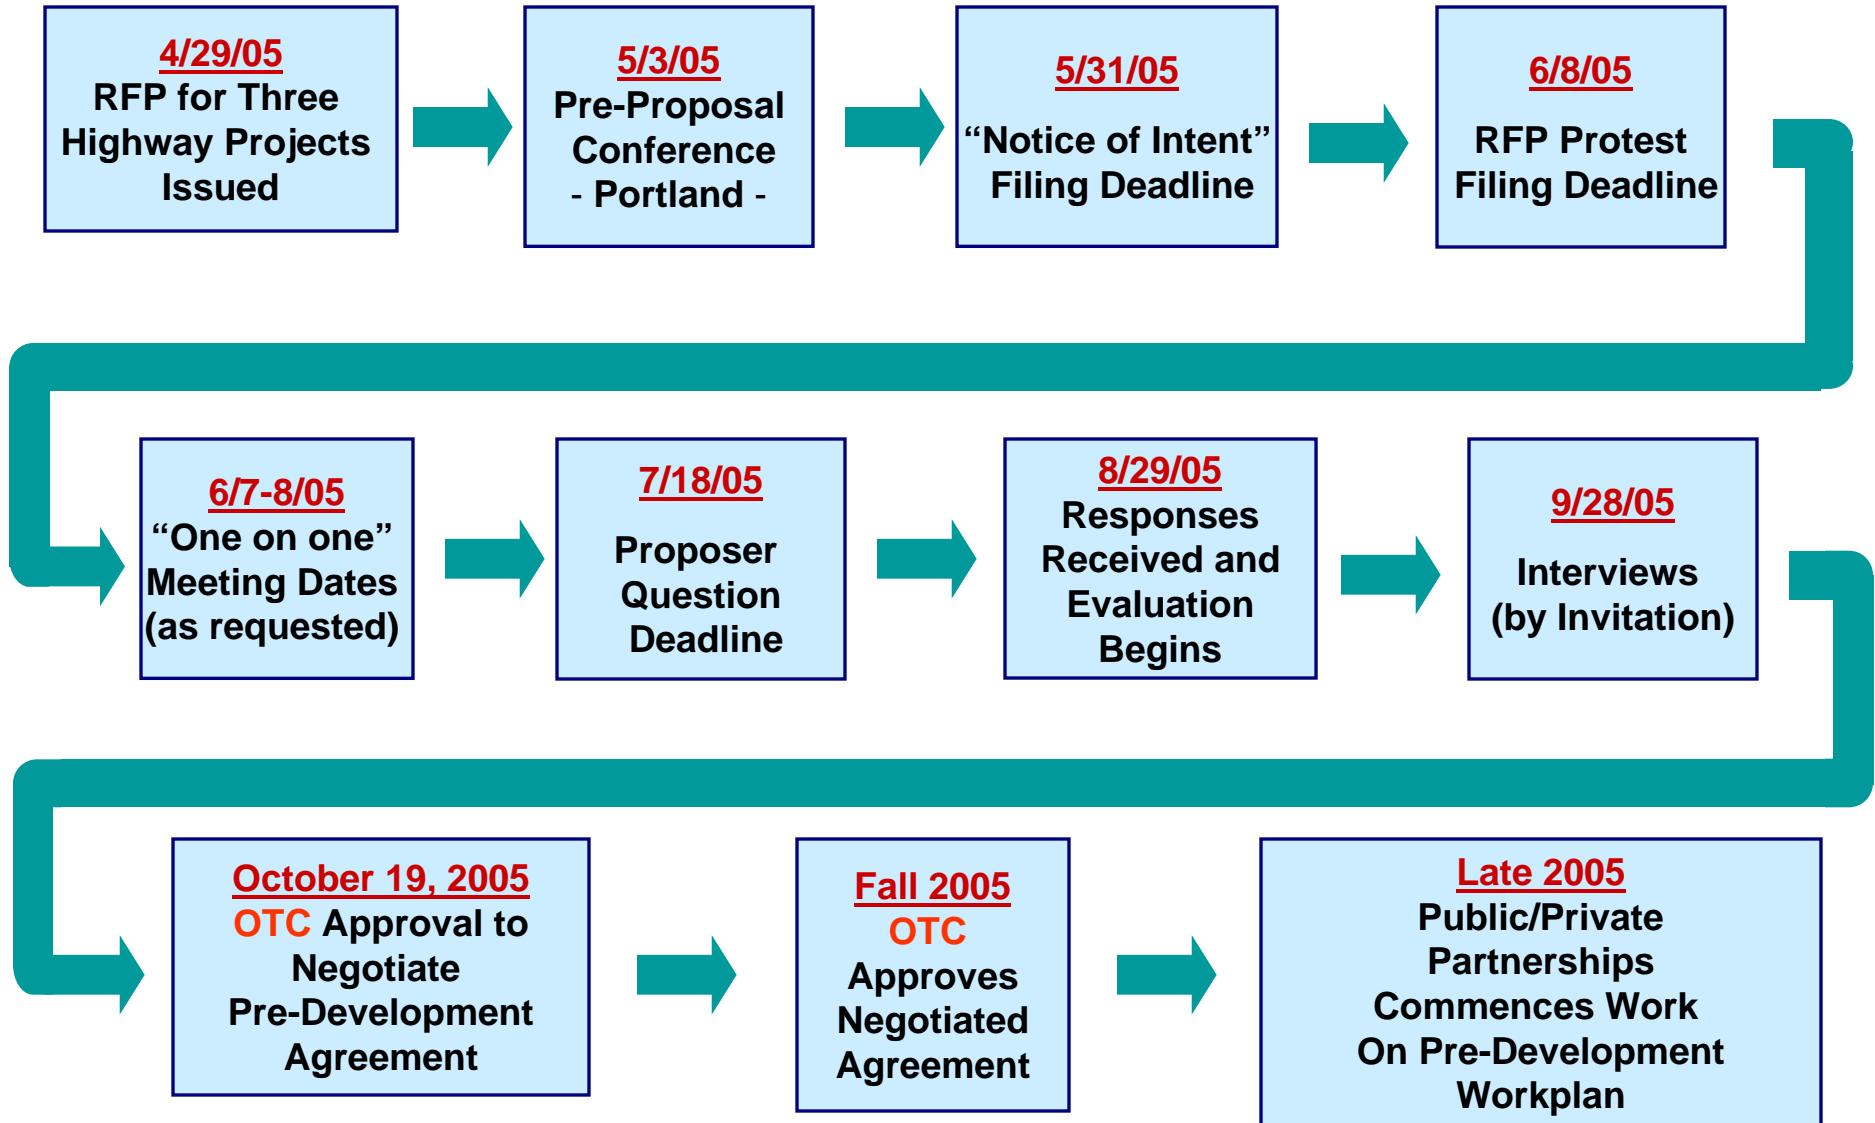 4/29/05
RFP for Three
Highway Projects
Issued
5/3/05
Pre-Proposal
Conference
- Portland -
5/31/05
“Notice of Intent”
Filing Deadline
6/8/05
RFP Protest
Filing Deadline
6/7-8/05
“One on one”
Meeting Dates
(as requested)
7/18/05
Proposer
Question
Deadline
8/29/05
Responses
Received and
Evaluation
Begins
9/28/05
Interviews
(by Invitation)
October 19, 2005
OTC Approval to
Negotiate
Pre-Development
Agreement
Fall 2005
OTC
Approves
Negotiated
Agreement
Late 2005
Public/Private
Partnerships
Commences Work
On Pre-Development
Workplan